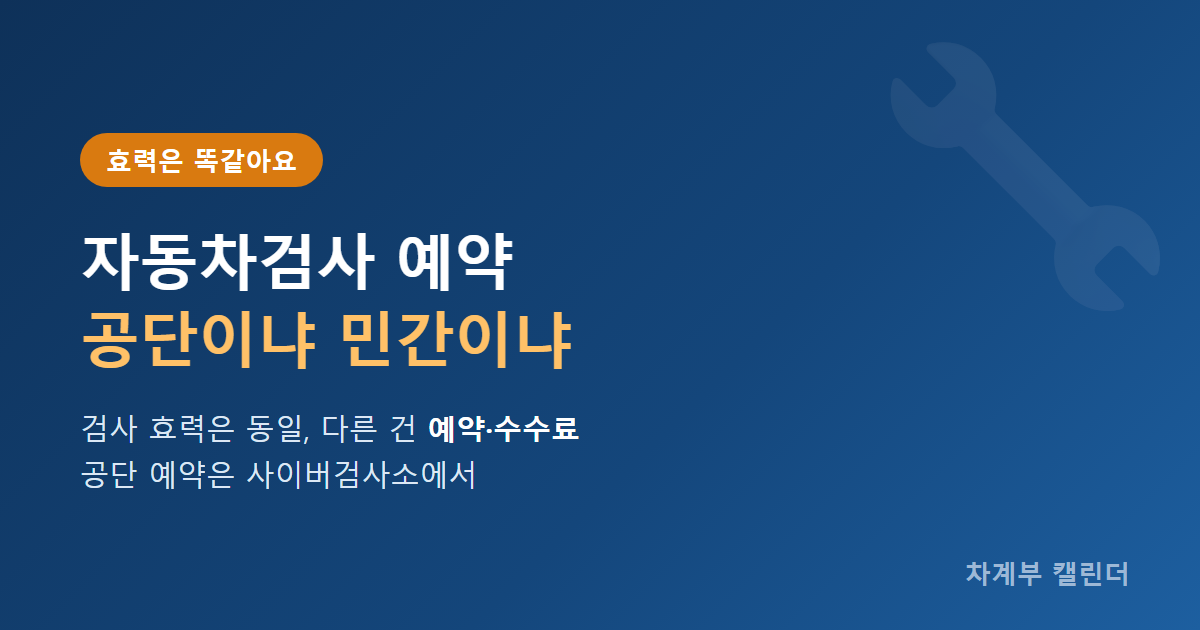 효력은 똑같아요
자동차검사 예약
공단이냐 민간이냐
검사 효력은 동일, 다른 건 예약·수수료
공단 예약은 사이버검사소에서
차계부 캘린더